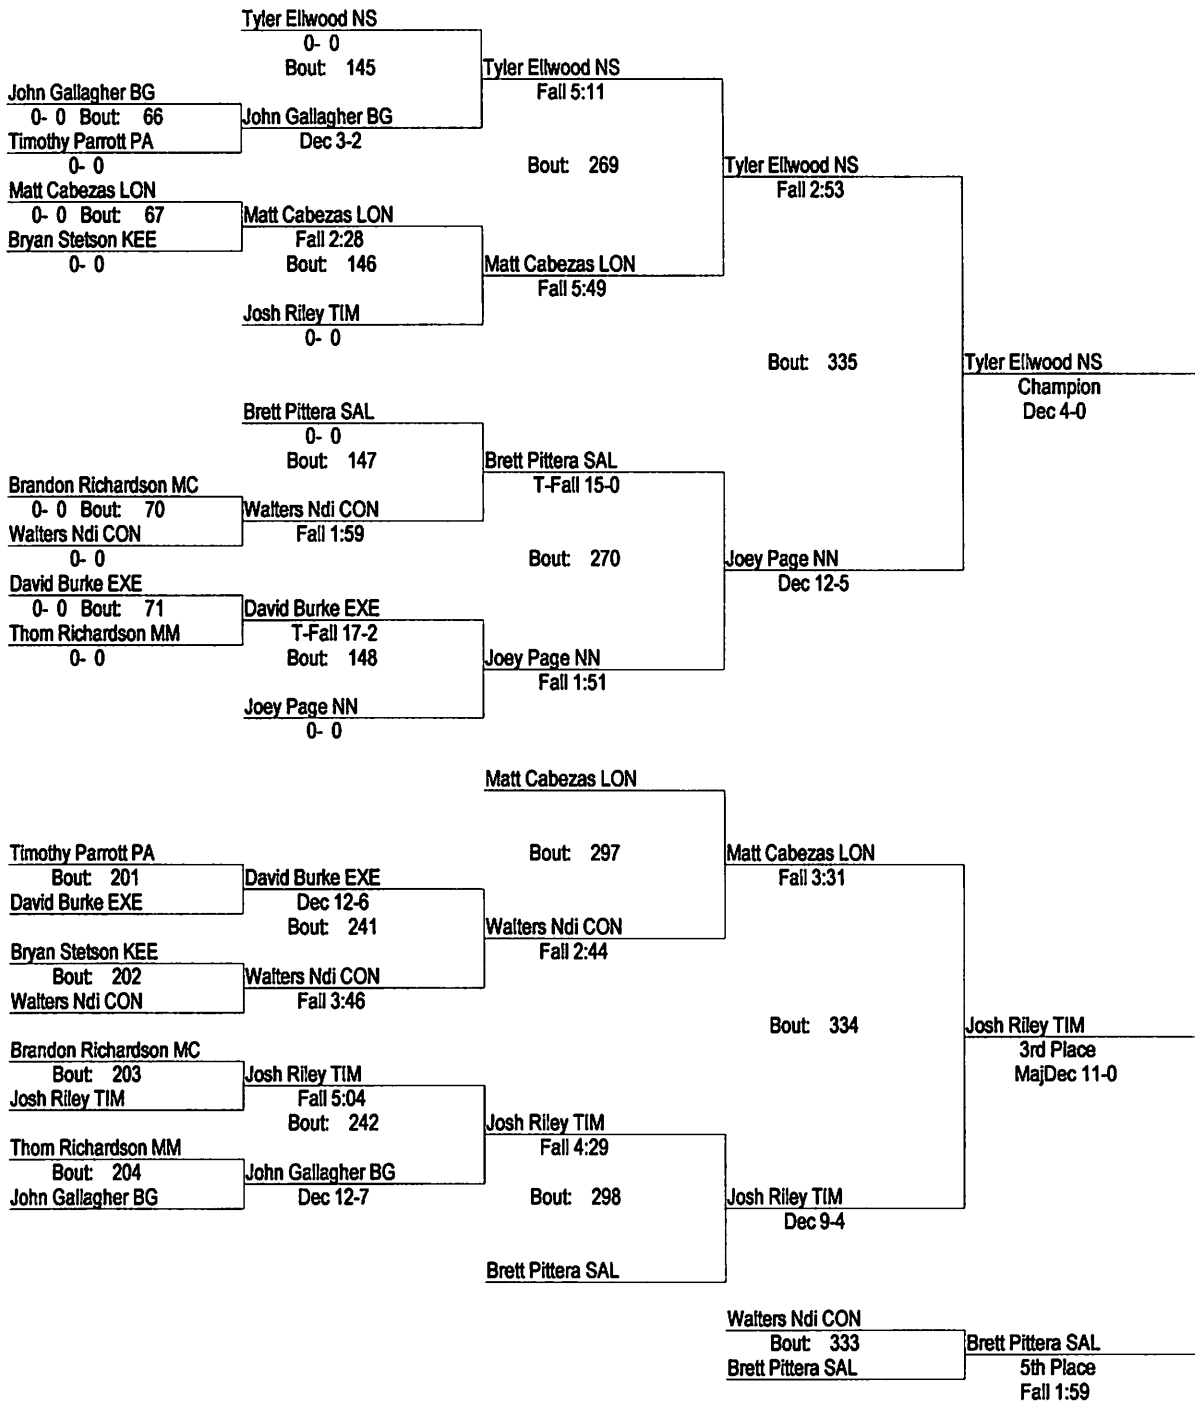 Tyler Ellwood NS
0- 0
Bout: 145
Tyler Ellwood NS
Fall 5:11
John Gallagher BG
0- 0 Bout: 66
John Gallagher BG
Timothy Parrott PA
Dec 3-2
0- 0
Bout: 269
Tyler Ellwood NS
Fall 2:53
Matt Cabezas LON
0- 0 Bout: 67
Matt Cabezas LON
Bryan Stetson KEE
Fall 2:28
0- 0
Bout: 146
Matt Cabezas LON
Fall 5:49
Josh Riley TIM
0- 0
Bout: 335
Tyler Ellwood NS
Champion
Dec 4-0
Brett Pittera SAL
0- 0
Bout: 147
Brett Pittera SAL
T-Fall 15-0
Brandon Richardson MC
0- 0 Bout: 70
Walters Ndi CON
Walters Ndi CON
Fall 1:59
0- 0
Bout: 270
Joey Page NN
Dec 12-5
David Burke EXE
0- 0 Bout: 71
David Burke EXE
Thom Richardson MM
T-Fall 17-2
0- 0
Bout: 148
Joey Page NN
Fall 1:51
Joey Page NN
0- 0
Matt Cabezas LON
Bout: 297
Matt Cabezas LON
Fall 3:31
Timothy Parrott PA
Bout: 201
David Burke EXE
David Burke EXE
Dec 12-6
Bout: 241
Walters Ndi CON
Fall 2:44
Bryan Stetson KEE
Bout: 202
Walters Ndi CON
Walters Ndi CON
Fall 3:46
Bout: 334
Josh Riley TIM
3rd Place
MajDec 11-0
Brandon Richardson MC
Bout: 203
Josh Riley TIM
Josh Riley TIM
Fall 5:04
Bout: 242
Josh Riley TIM
Fall 4:29
Thom Richardson MM
Bout: 204
John Gallagher BG
John Gallagher BG
Dec 12-7
Bout: 298
Josh Riley TIM
Dec 9-4
Brett Pittera SAL
Walters Ndi CON
Bout: 333
Brett Pittera SAL
Brett Pittera SAL
5th Place
Fall 1:59